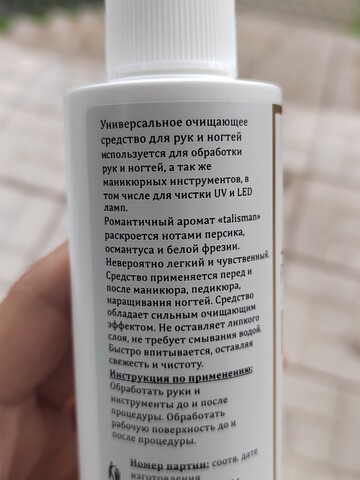 Универсальное очищающее
средство для рук и ногтей
используется для обработки
рук и ногтей, а так же
маникюрных инструментов, в
том числе для чистки UV и LED
ламп.
Романтичный аромат «talisman»
раскроется нотами персика,
османтуса и белой фрезии.
Невероятно легкий и чувственный.
Средство применяется перед и
после маникюра, педикюра,
наращивания ногтей. Средство
обладает сильным очищающим
эффектом. Не оставляет липкого
слоя, не требует смывания водой.
Быстро впитывается, оставляя
свежесть и чистоту.
Инструкция по применению:
Обработать руки и
инструменты до и после
процедуры. Обработать
рабочую поверхность до и
после процедуры.
Номер партии: соотв. дате
изготовления